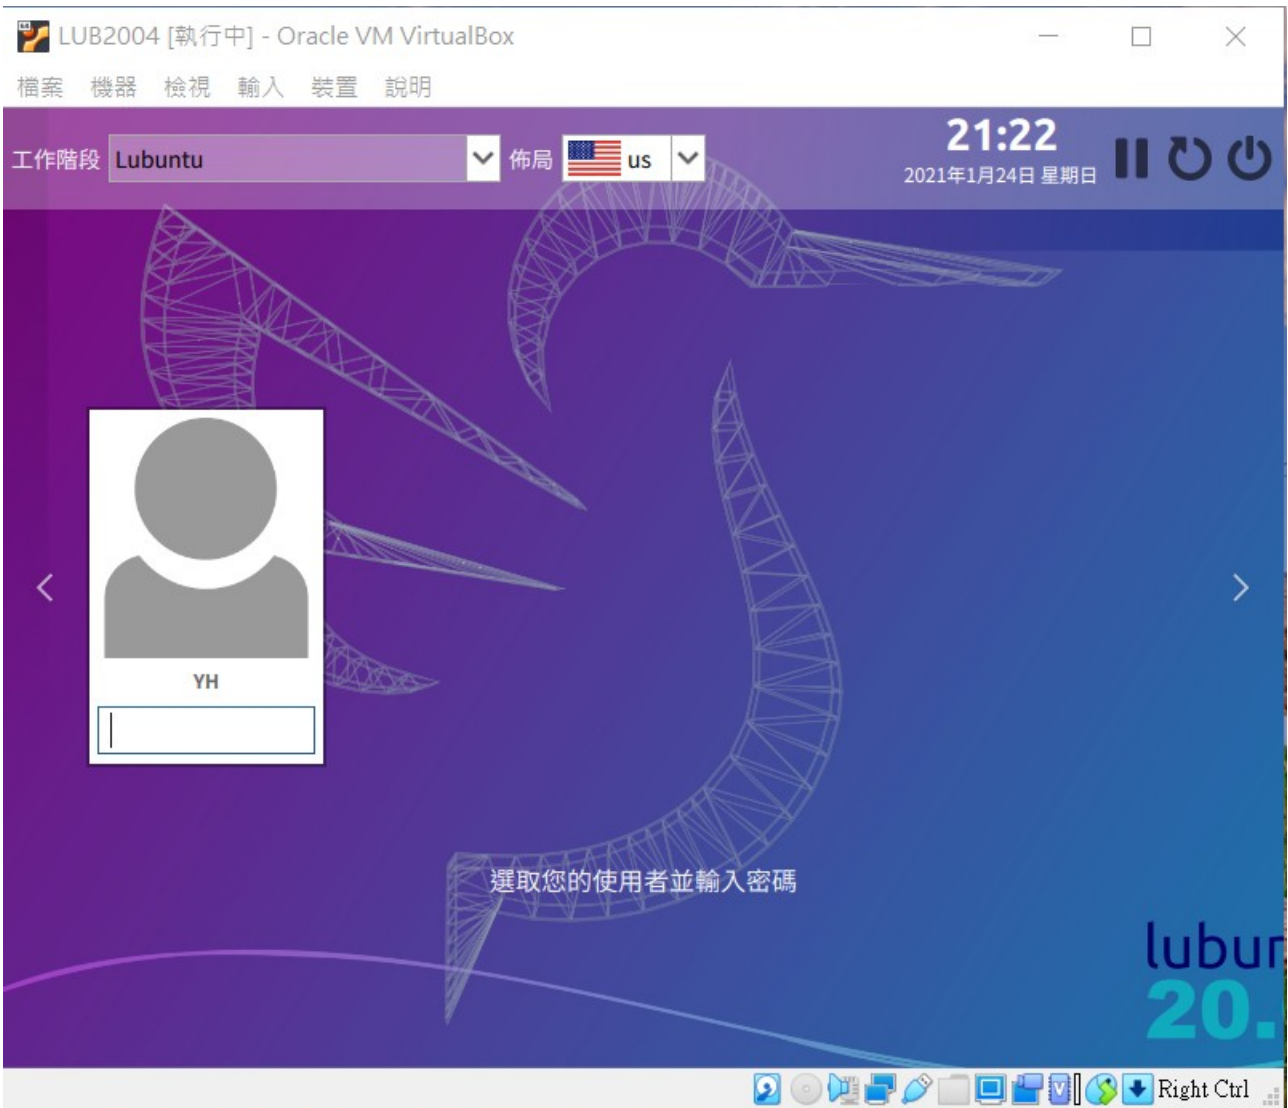 LUB2004 [執行中] - Oracle VM VirtualBox
檔案 機器 檢視 輸入 裝置 說明
工作階段 Lubuntu 佈局 us
21:22
2021年1月24日 星期日
YH
選取您的使用者並輸入密碼
lubur
20.
Right Ctrl